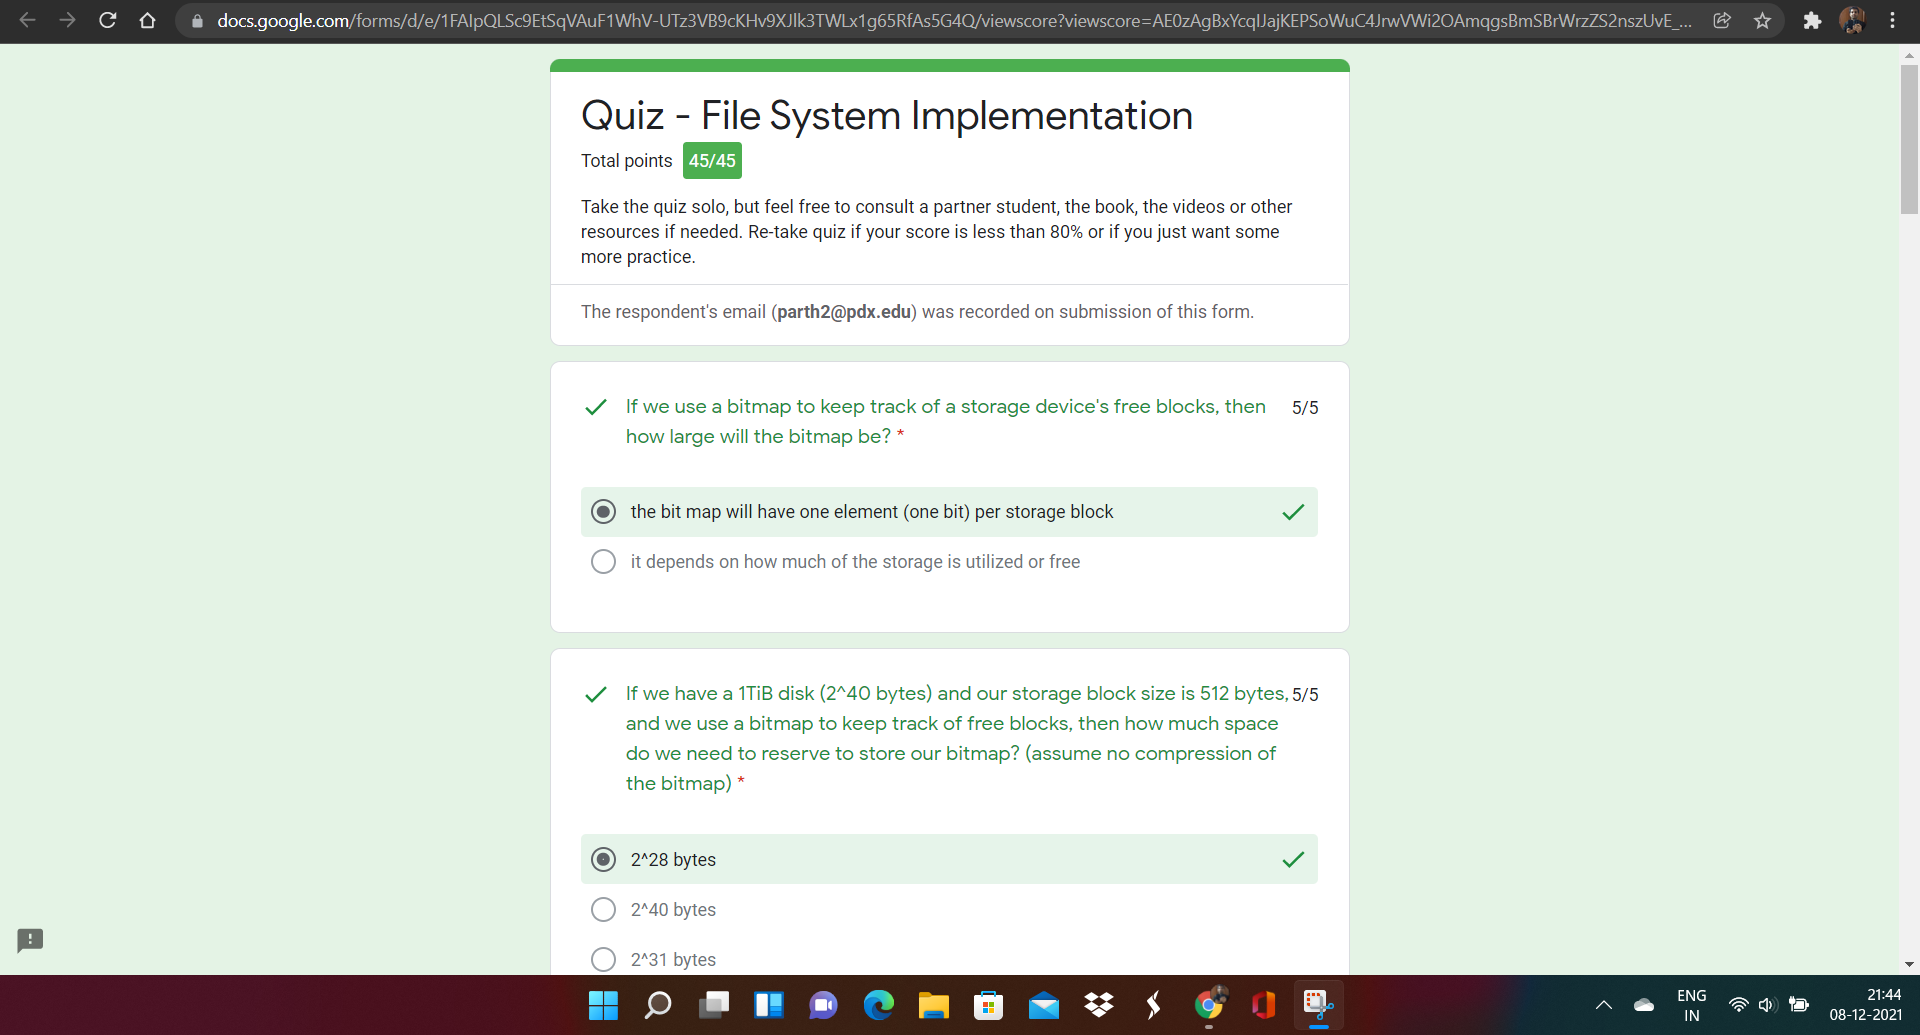 docs.google.com/forms/d/e/1FAIpQLSc9EtSqVAuF1WhV-UTz3VB9cKHv9XJlk3TWLx1g65RfAs5G4Q/viewscore?viewscore=AE0zAgBxYcqIJajKEPSoWuC4JrwVWi2OAmqgsBmSBrWrzZS2nszUvE_...
Quiz - File System Implementation
Total points 45/45
Take the quiz solo, but feel free to consult a partner student, the book, the videos or other
resources if needed. Re-take quiz if your score is less than 80% or if you just want some
more practice.
The respondent's email (parth2@pdx.edu) was recorded on submission of this form.
If we use a bitmap to keep track of a storage device's free blocks, then 5/5
how large will the bitmap be? *
the bit map will have one element (one bit) per storage block
it depends on how much of the storage is utilized or free
If we have a 1TiB disk (2^40 bytes) and our storage block size is 512 bytes, 5/5
and we use a bitmap to keep track of free blocks, then how much space
do we need to reserve to store our bitmap? (assume no compression of
the bitmap) *
2^28 bytes
2^40 bytes
2^31 bytes
ENG
IN
21:44
08-12-2021